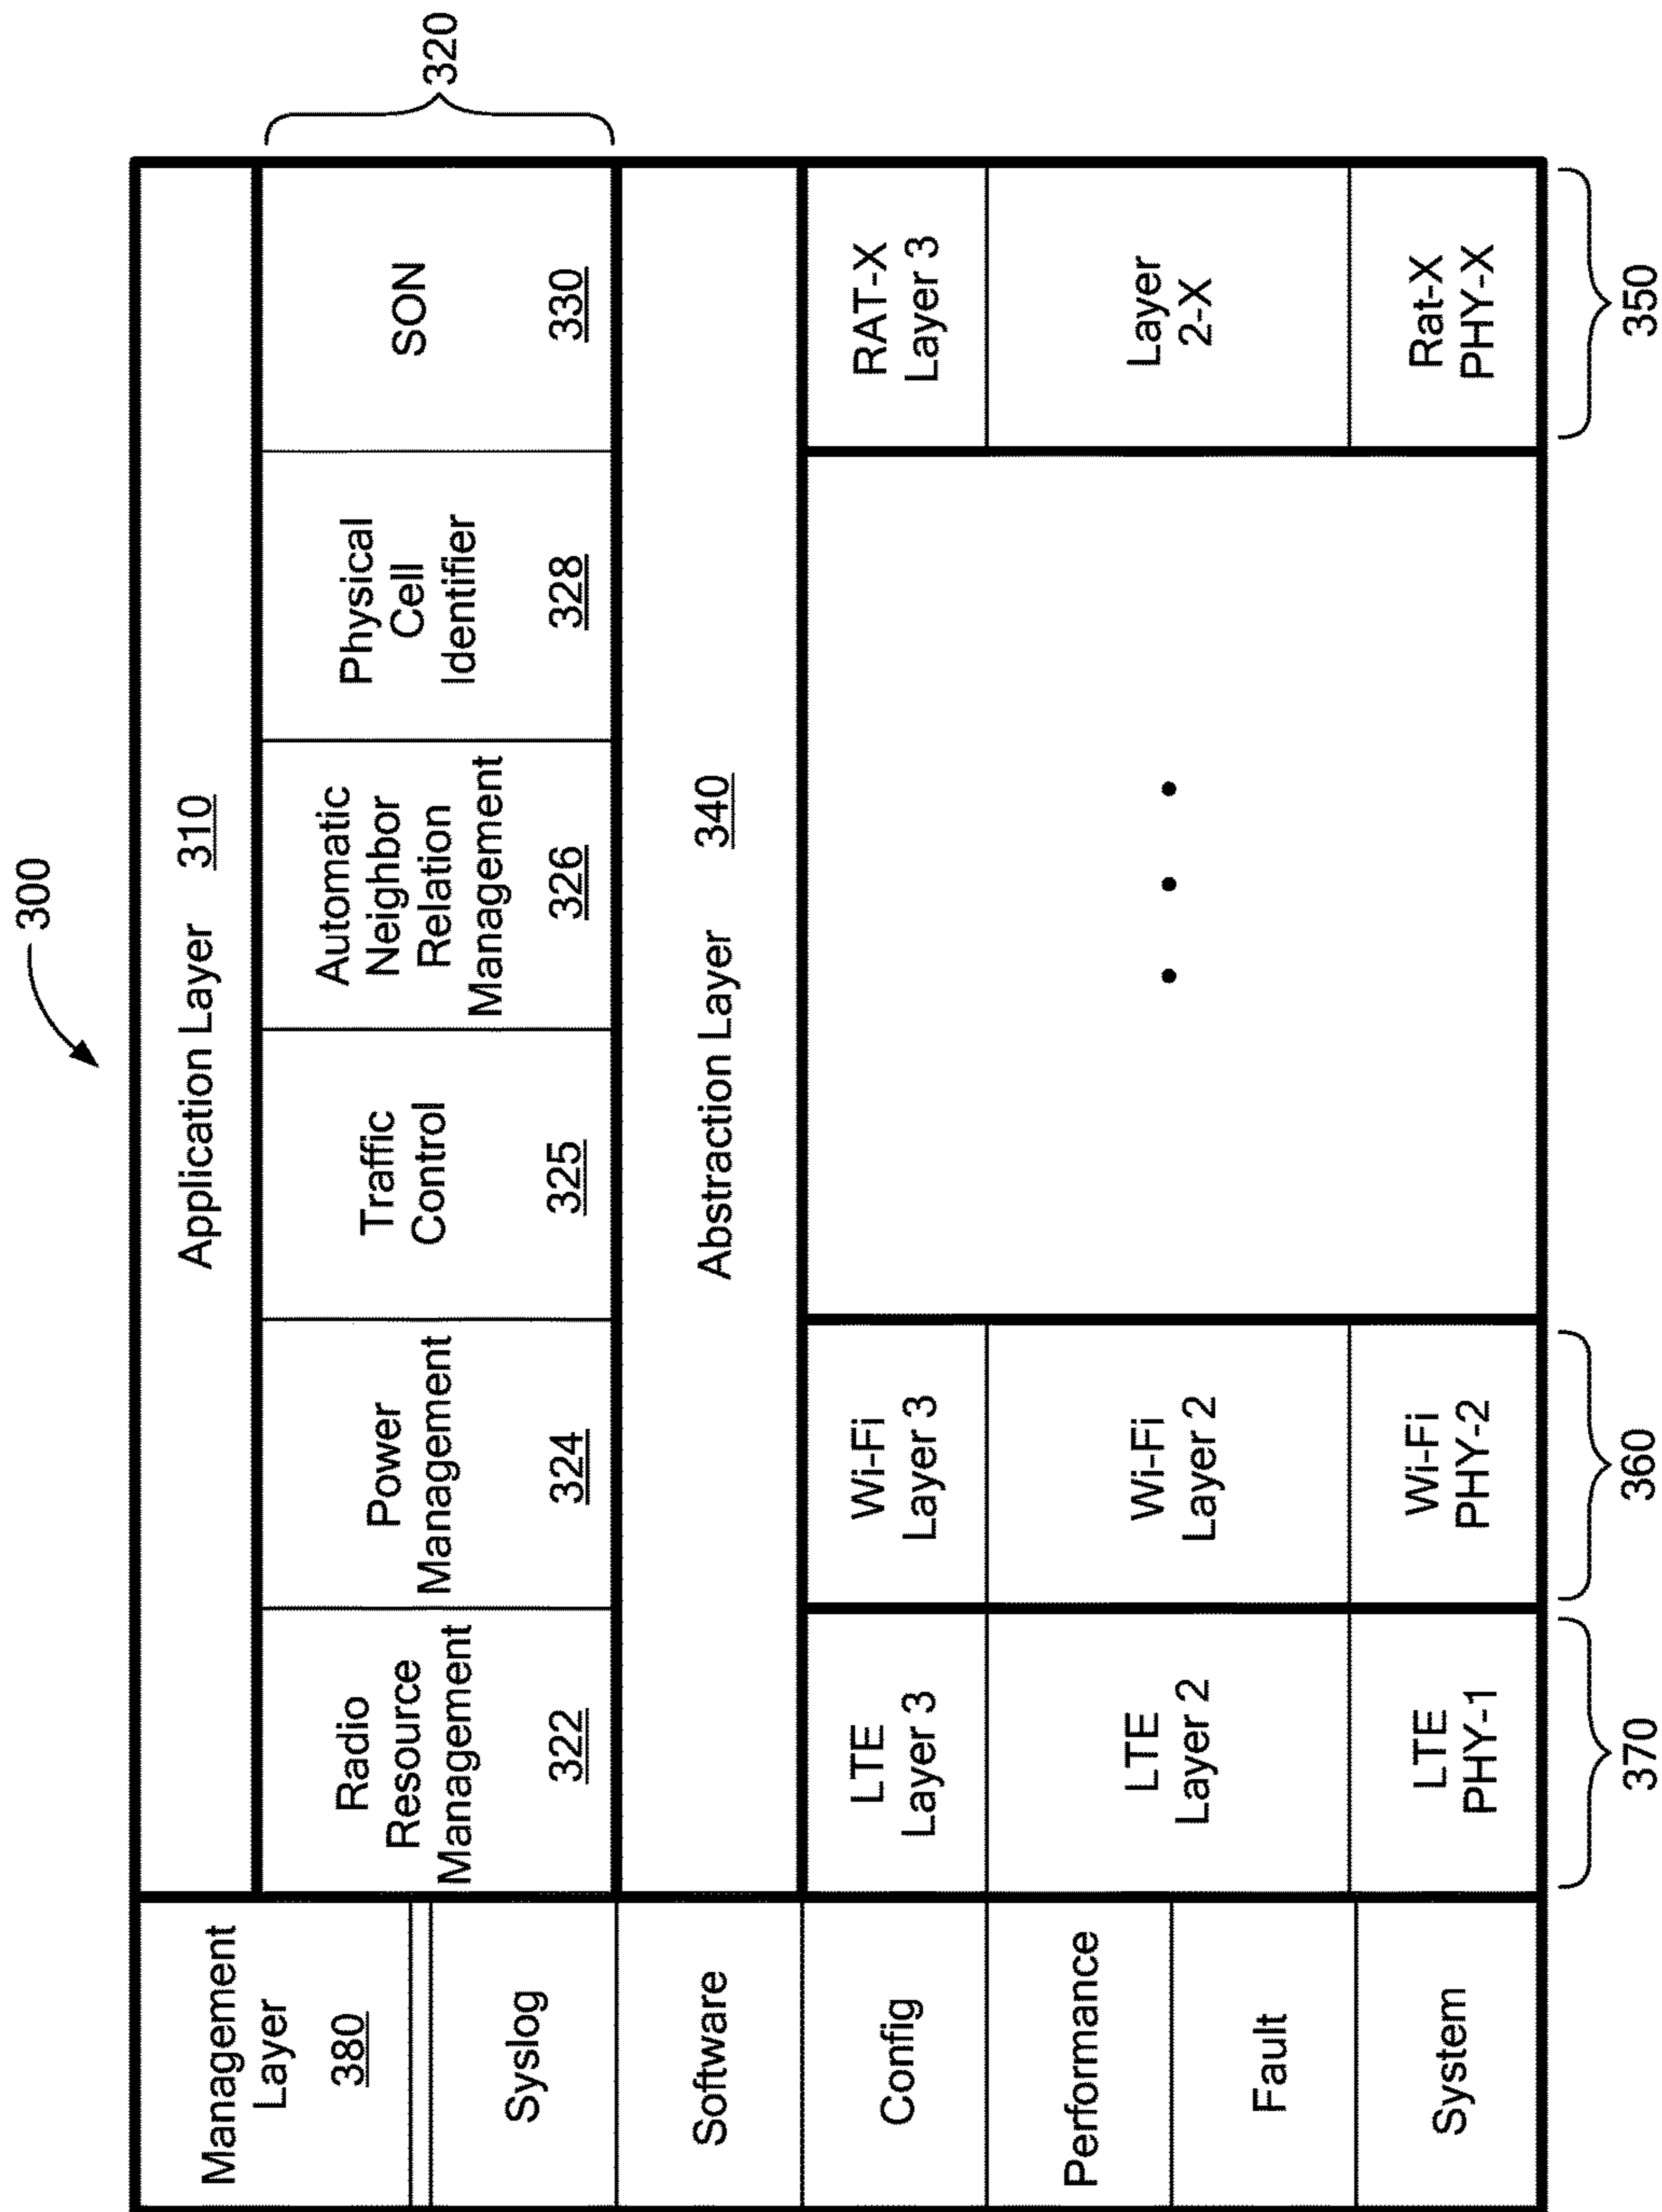 300
Management
Layer
380
Syslog
Software
Config
Performance
Fault
System
Application Layer 310
Radio
Resource
Management
322
Power
Management
324
Traffic
Control
325
Automatic
Neighbor
Relation
Management
326
Physical
Cell
Identifier
328
SON
330
320
Abstraction Layer 340
LTE
Layer 3
LTE
Layer 2
LTE
PHY-1
Wi-Fi
Layer 3
Wi-Fi
Layer 2
Wi-Fi
PHY-2
RAT-X
Layer 3
Layer
2-X
Rat-X
PHY-X
370
360
350